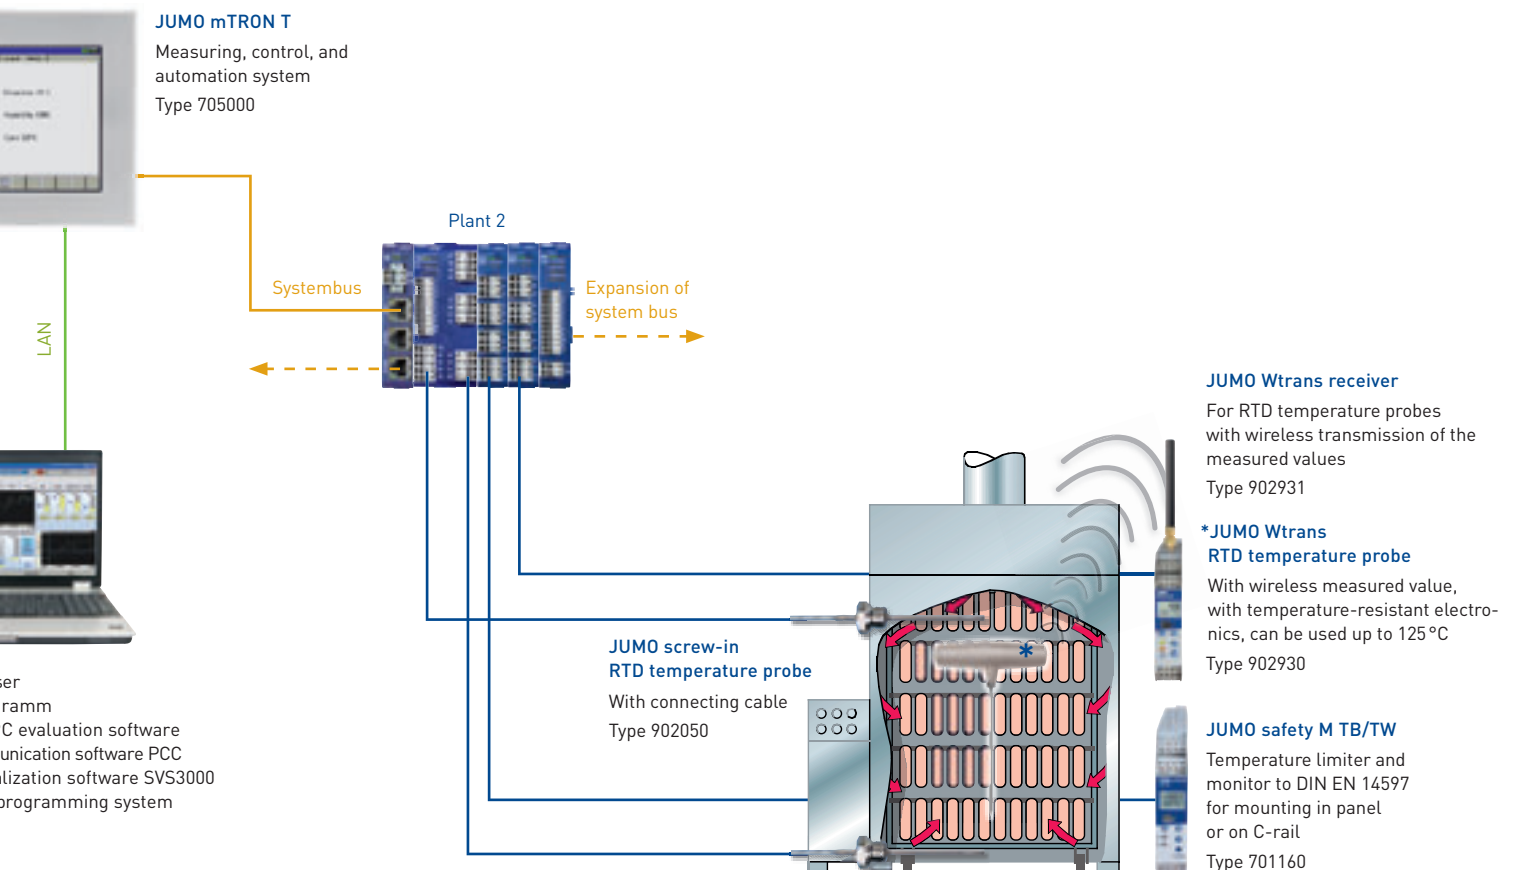 JUMO mTRON T
Measuring, control, and
automation system
Type 705000
Plant 2
Systembus
Expansion of
system bus
LAN
JUMO Wtrans receiver
For RTD temperature probes
with wireless transmission of the
measured values
Type 902931
*JUMO Wtrans
RTD temperature probe
With wireless measured value,
with temperature-resistant electro-
nics, can be used up to 125 °C
Type 902930
JUMO screw-in
RTD temperature probe
With connecting cable
Type 902050
*
JUMO safety M TB/TW
Temperature limiter and
monitor to DIN EN 14597
for mounting in panel
or on C-rail
Type 701160
ser
ramm
C evaluation software
unication software PCC
lization software SVS3000
programming system